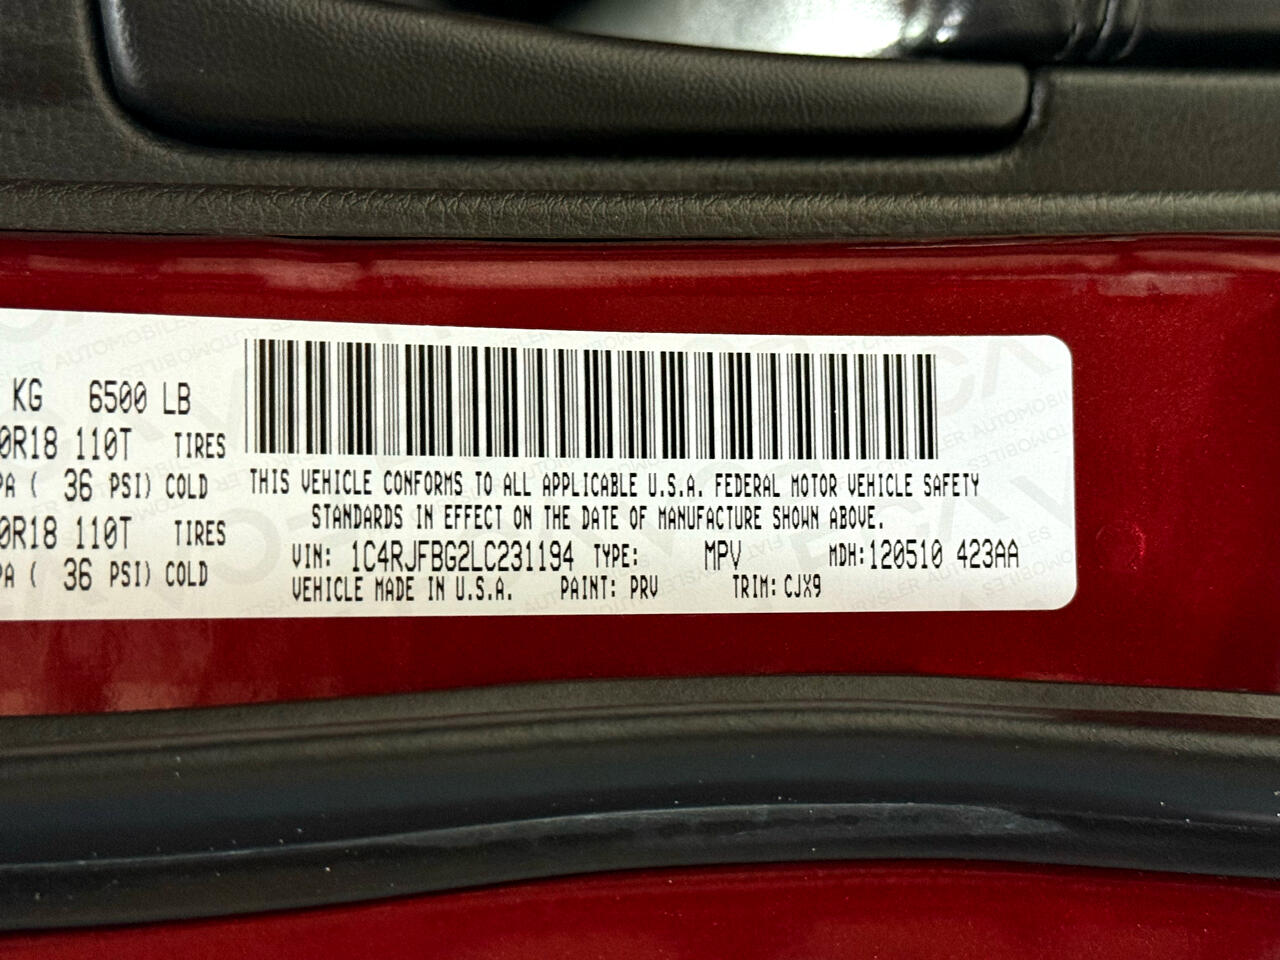 KG 6500 LB
0R18 110T TIRES
PA ( 36 PSI) COLD
0R18 110T TIRES
PA ( 36 PSI) COLD
THIS VEHICLE CONFORMS TO ALL APPLICABLE U.S.A. FEDERAL MOTOR VEHICLE SAFETY
STANDARDS IN EFFECT ON THE DATE OF MANUFACTURE SHOWN ABOVE.
VIN: 1C4RJFBG2LC231194 TYPE: MPV MDH:120510 423AA
VEHICLE MADE IN U.S.A. PAINT: PRV TRIM: CJX9